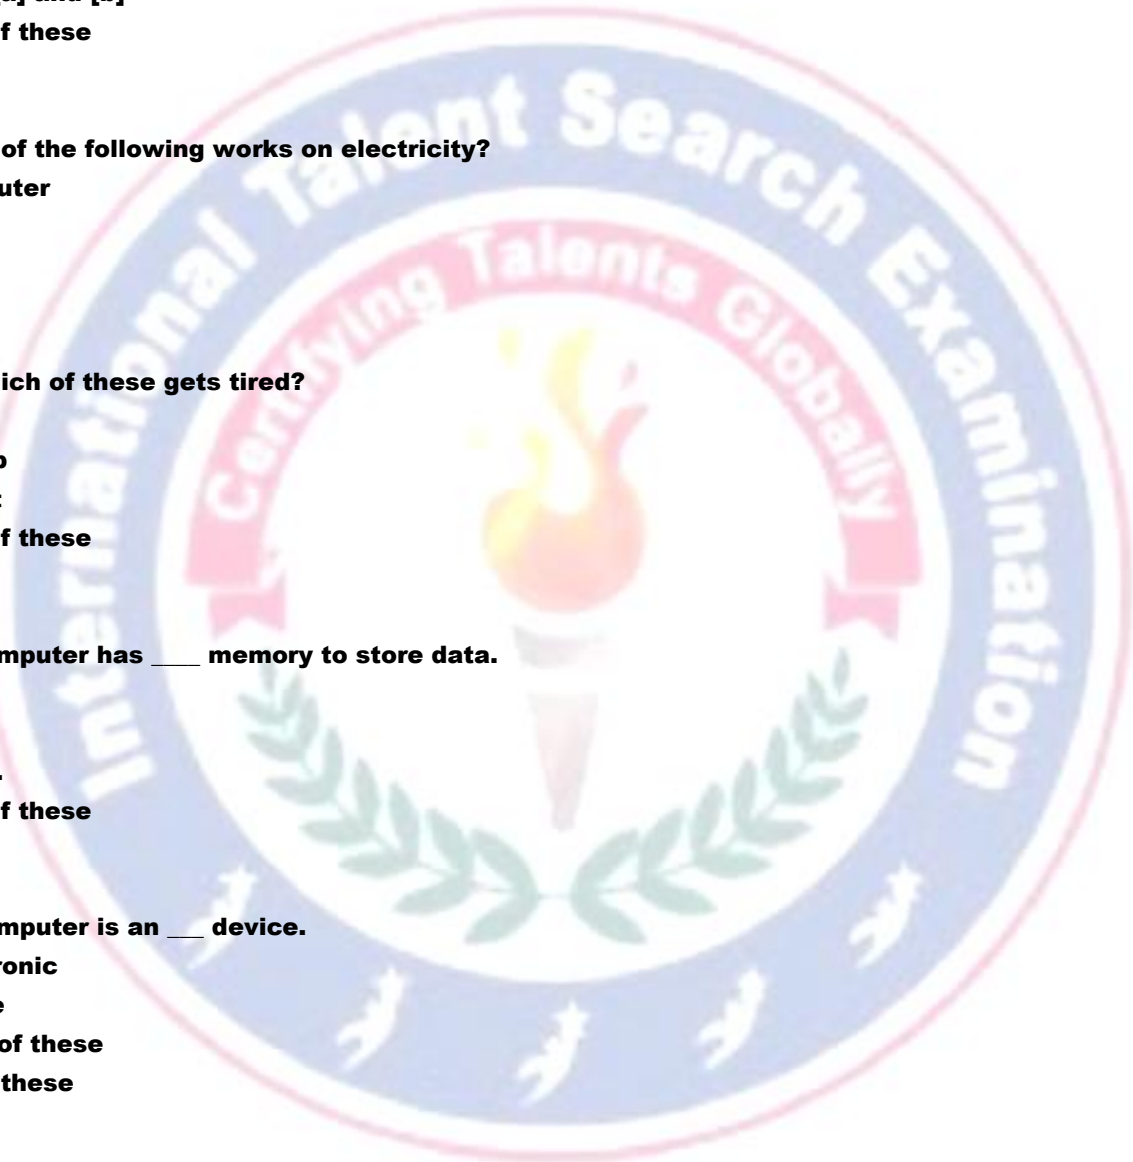 f these
of the following works on electricity?
uter
ich of these gets tired?
f these
mputer has ____ memory to store data.
f these
mputer is an ___ device.
ronic
of these
these
International Talent Search Examination
Certifying Talents Globally